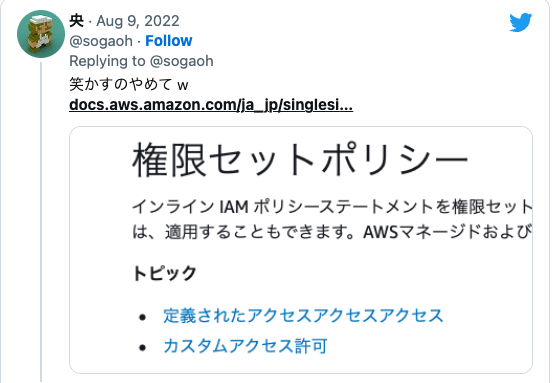 央 · Aug 9, 2022
@sogaoh · Follow
Replying to @sogaoh
笑かすのやめて w
docs.aws.amazon.com/ja_jp/singlesi...
権限セットポリシー
インライン IAM ポリシーステートメントを権限セット
は、適用することもできます。AWSマネージドおよび
トピック
• 定義されたアクセスアクセスアクセス
• カスタムアクセス許可